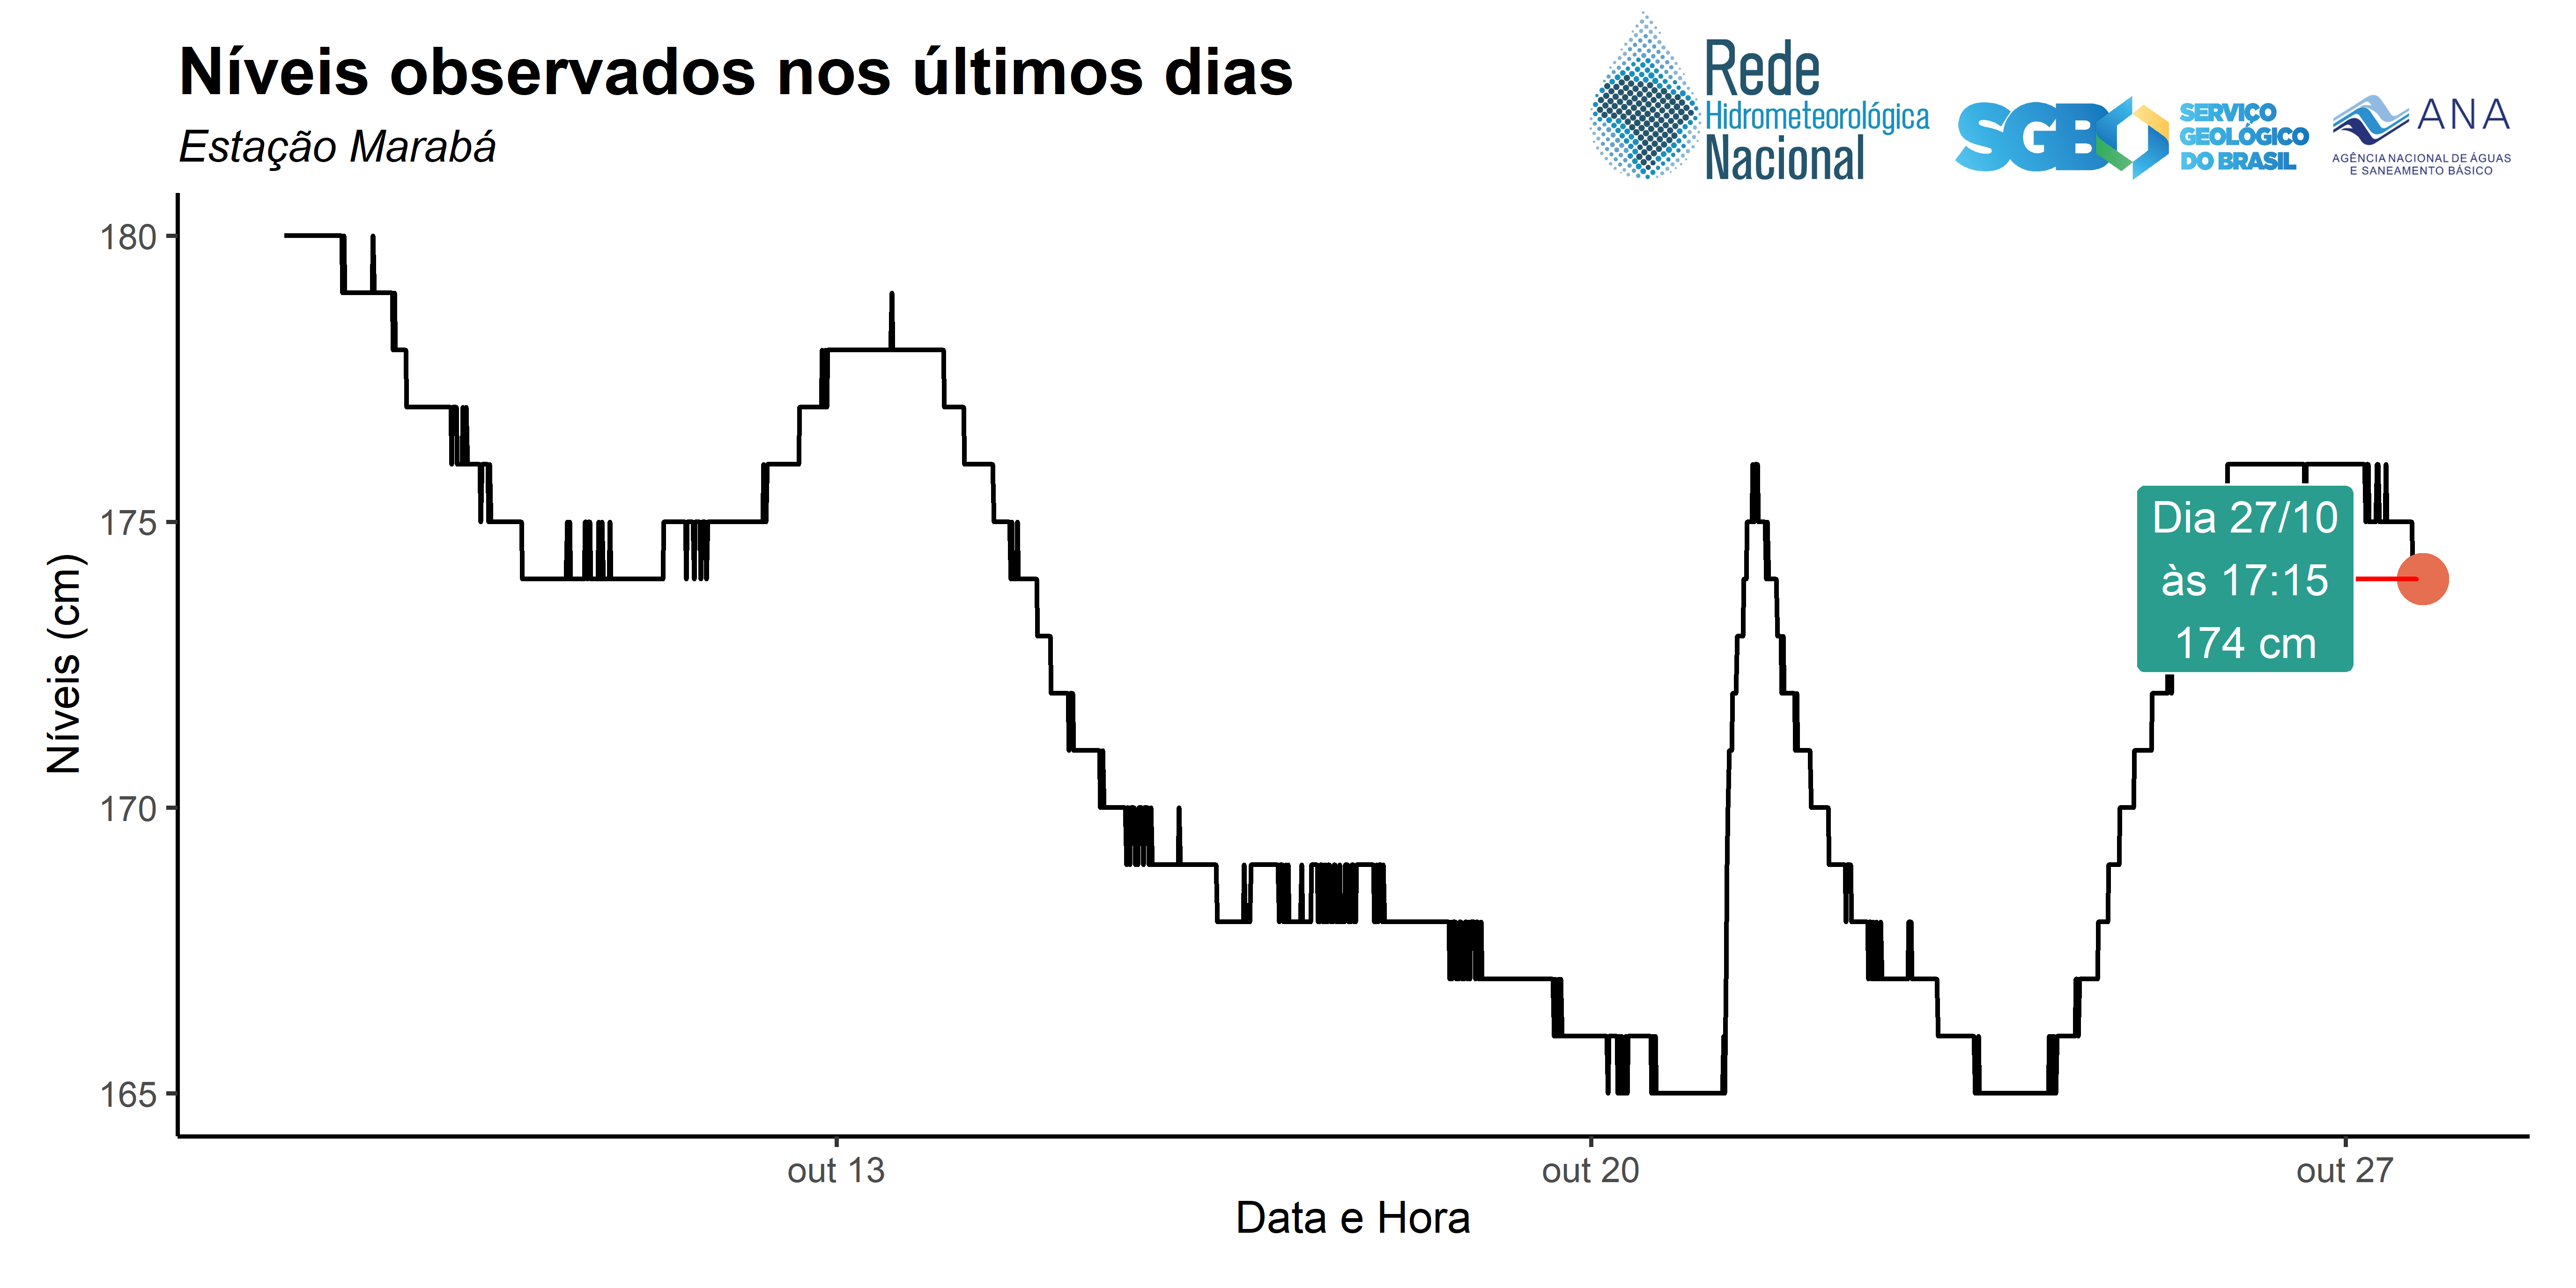 Níveis observados nos últimos dias
Estação Marabá
Rede
Hidrometeorológica
Nacional
SGB
SERVIÇO
GEOLÓGICO
DO BRASIL
ANA
AGÊNCIA NACIONAL DE ÁGUAS
E SANEAMENTO BÁSICO
Níveis (cm)
180
175
170
165
Dia 27/10
às 17:15
174 cm
out 13
out 20
out 27
Data e Hora